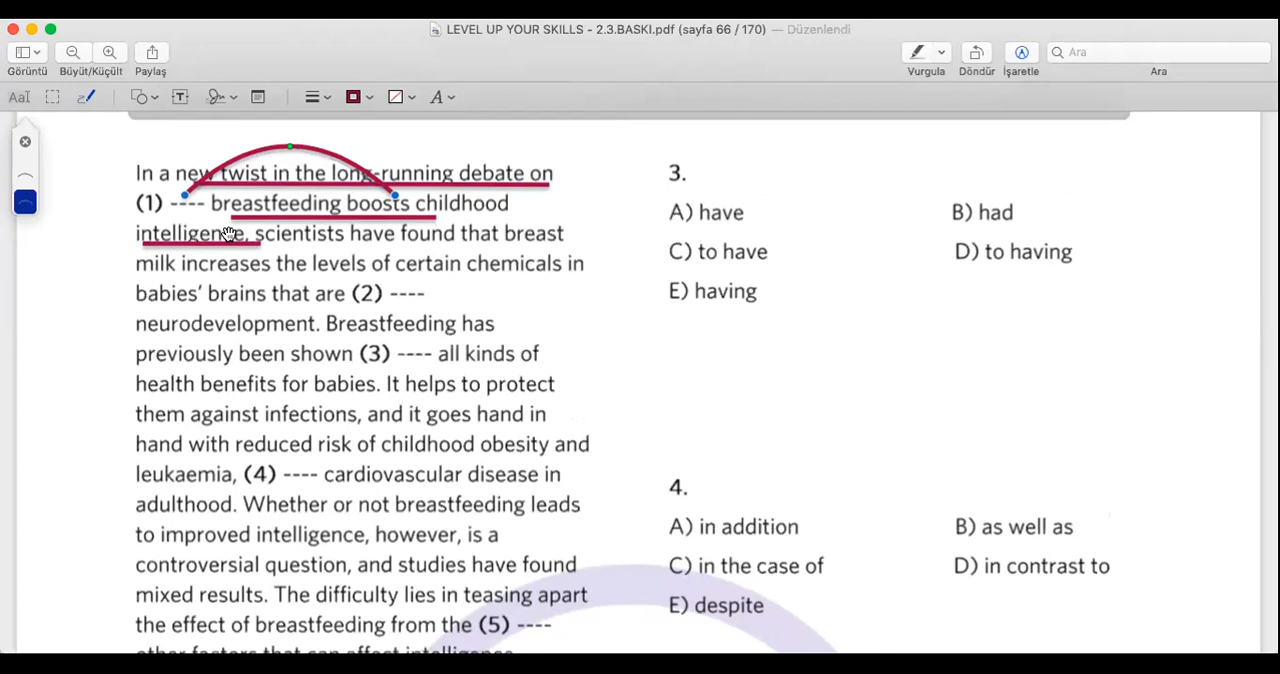 LEVEL UP YOUR SKILLS - 2.3.BASKI.pdf (sayfa 66 / 170) — Düzenlendi
Ara
Görüntü Büyüt/Küçült Paylaş Vurgula Döndür İşaretle Ara
In a new twist in the long-running debate on
(1) ---- breastfeeding boosts childhood
intelligence, scientists have found that breast
milk increases the levels of certain chemicals in
babies' brains that are (2) ----
neurodevelopment. Breastfeeding has
previously been shown (3) ---- all kinds of
health benefits for babies. It helps to protect
them against infections, and it goes hand in
hand with reduced risk of childhood obesity and
leukaemia, (4) ---- cardiovascular disease in
adulthood. Whether or not breastfeeding leads
to improved intelligence, however, is a
controversial question, and studies have found
mixed results. The difficulty lies in teasing apart
the effect of breastfeeding from the (5) ----
other factors that can affect intelligence
3.
A) have B) had
C) to have D) to having
E) having
4.
A) in addition B) as well as
C) in the case of D) in contrast to
E) despite